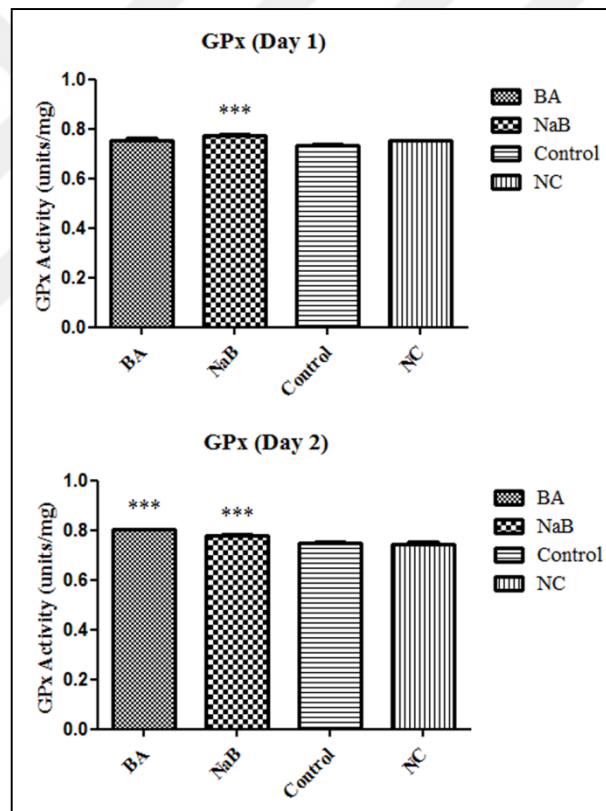 GPx (Day 1)
GPx Activity (units/mg)
1.0
0.8
0.6
0.4
0.2
0.0
***
BA
NaB
Control
NC
BA
NaB
Control
NC
GPx (Day 2)
GPx Activity (units/mg)
1.0
0.8
0.6
0.4
0.2
0.0
***
***
BA
NaB
Control
NC
BA
NaB
Control
NC